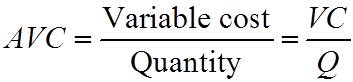 AVC = Variable cost / Quantity = VC / Q